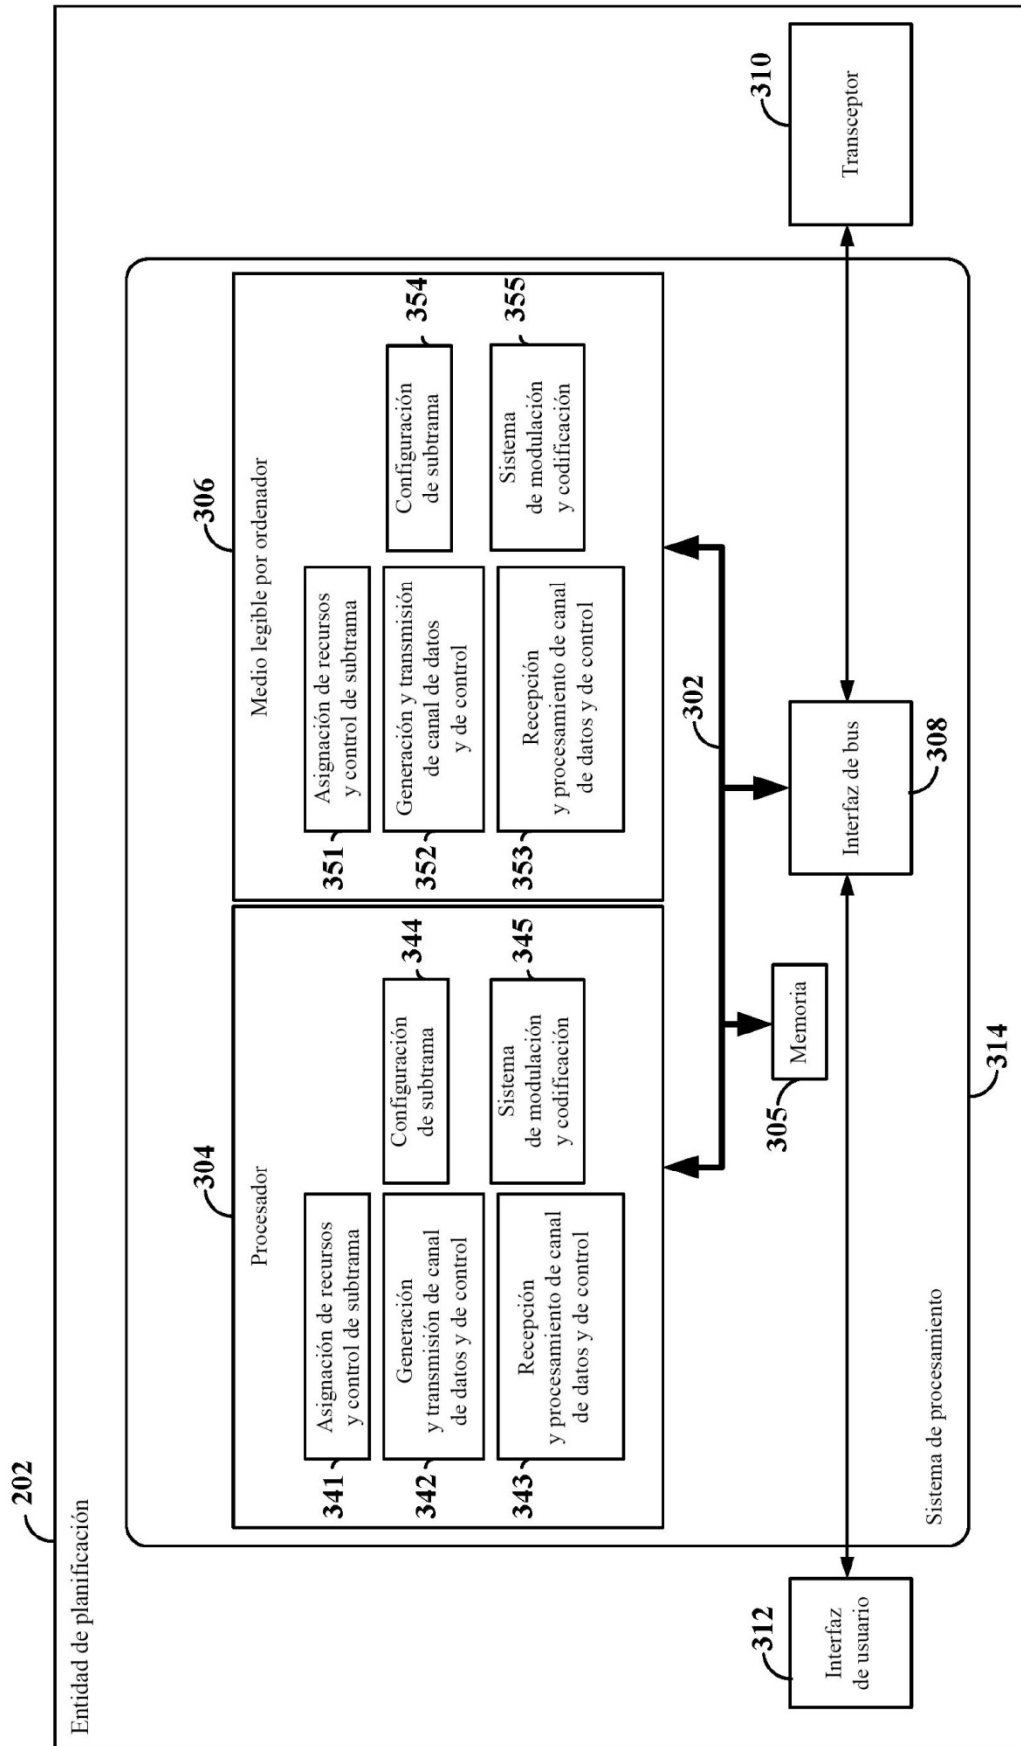 202
Entidad de planificación
304
Procesador
341
Asignación de recursos
y control de subtrama
342
Generación
y transmisión de canal
de datos y de control
343
Recepción
y procesamiento de canal
de datos y de control
344
Configuración
de subtrama
345
Sistema
de modulación
y codificación
306
Medio legible por ordenador
351
Asignación de recursos
y control de subtrama
352
Generación y transmisión
de canal de datos
y de control
353
Recepción
y procesamiento de canal
de datos y de control
354
Configuración
de subtrama
355
Sistema
de modulación
y codificación
302
305
Memoria
312
Interfaz
de usuario
Interfaz de bus
308
310
Transceptor
Sistema de procesamiento
314